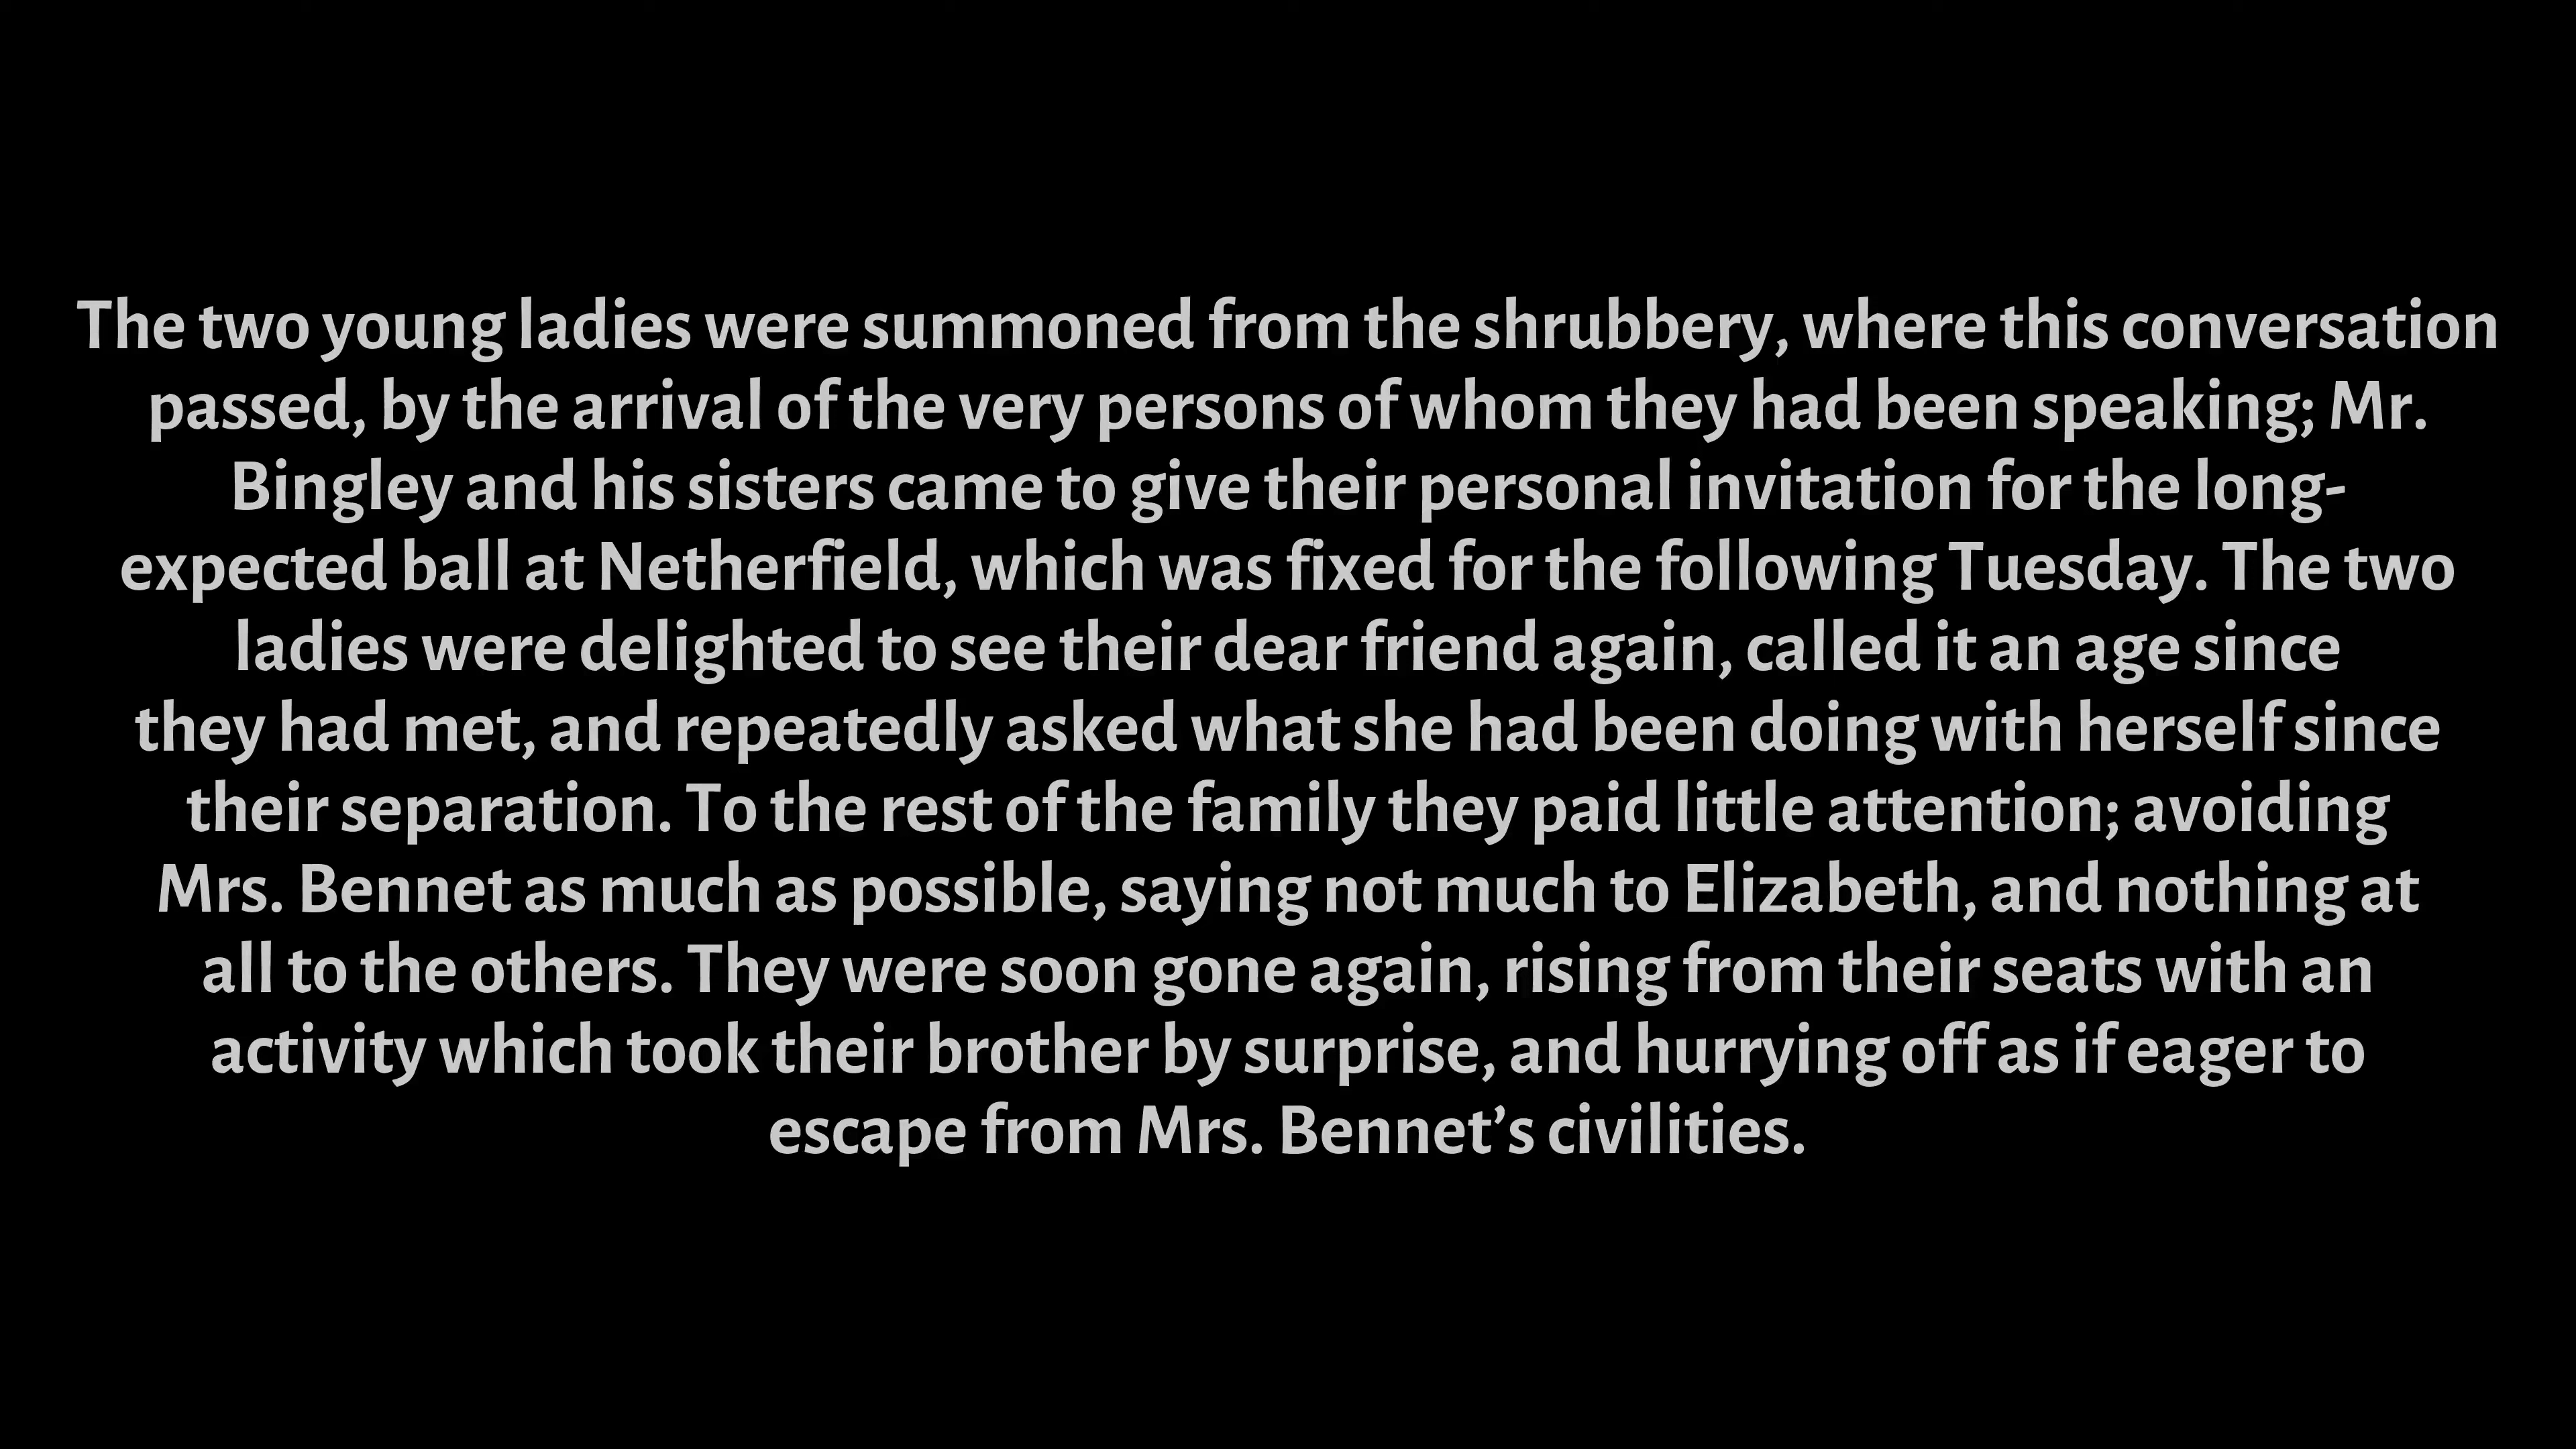 The two young ladies were summoned from the shrubbery, where this conversation
passed, by the arrival of the very persons of whom they had been speaking; Mr.
Bingley and his sisters came to give their personal invitation for the long-
expected ball at Netherfield, which was fixed for the following Tuesday. The two
ladies were delighted to see their dear friend again, called it an age since
they had met, and repeatedly asked what she had been doing with herself since
their separation. To the rest of the family they paid little attention; avoiding
Mrs. Bennet as much as possible, saying not much to Elizabeth, and nothing at
all to the others. They were soon gone again, rising from their seats with an
activity which took their brother by surprise, and hurrying off as if eager to
escape from Mrs. Bennet’s civilities.